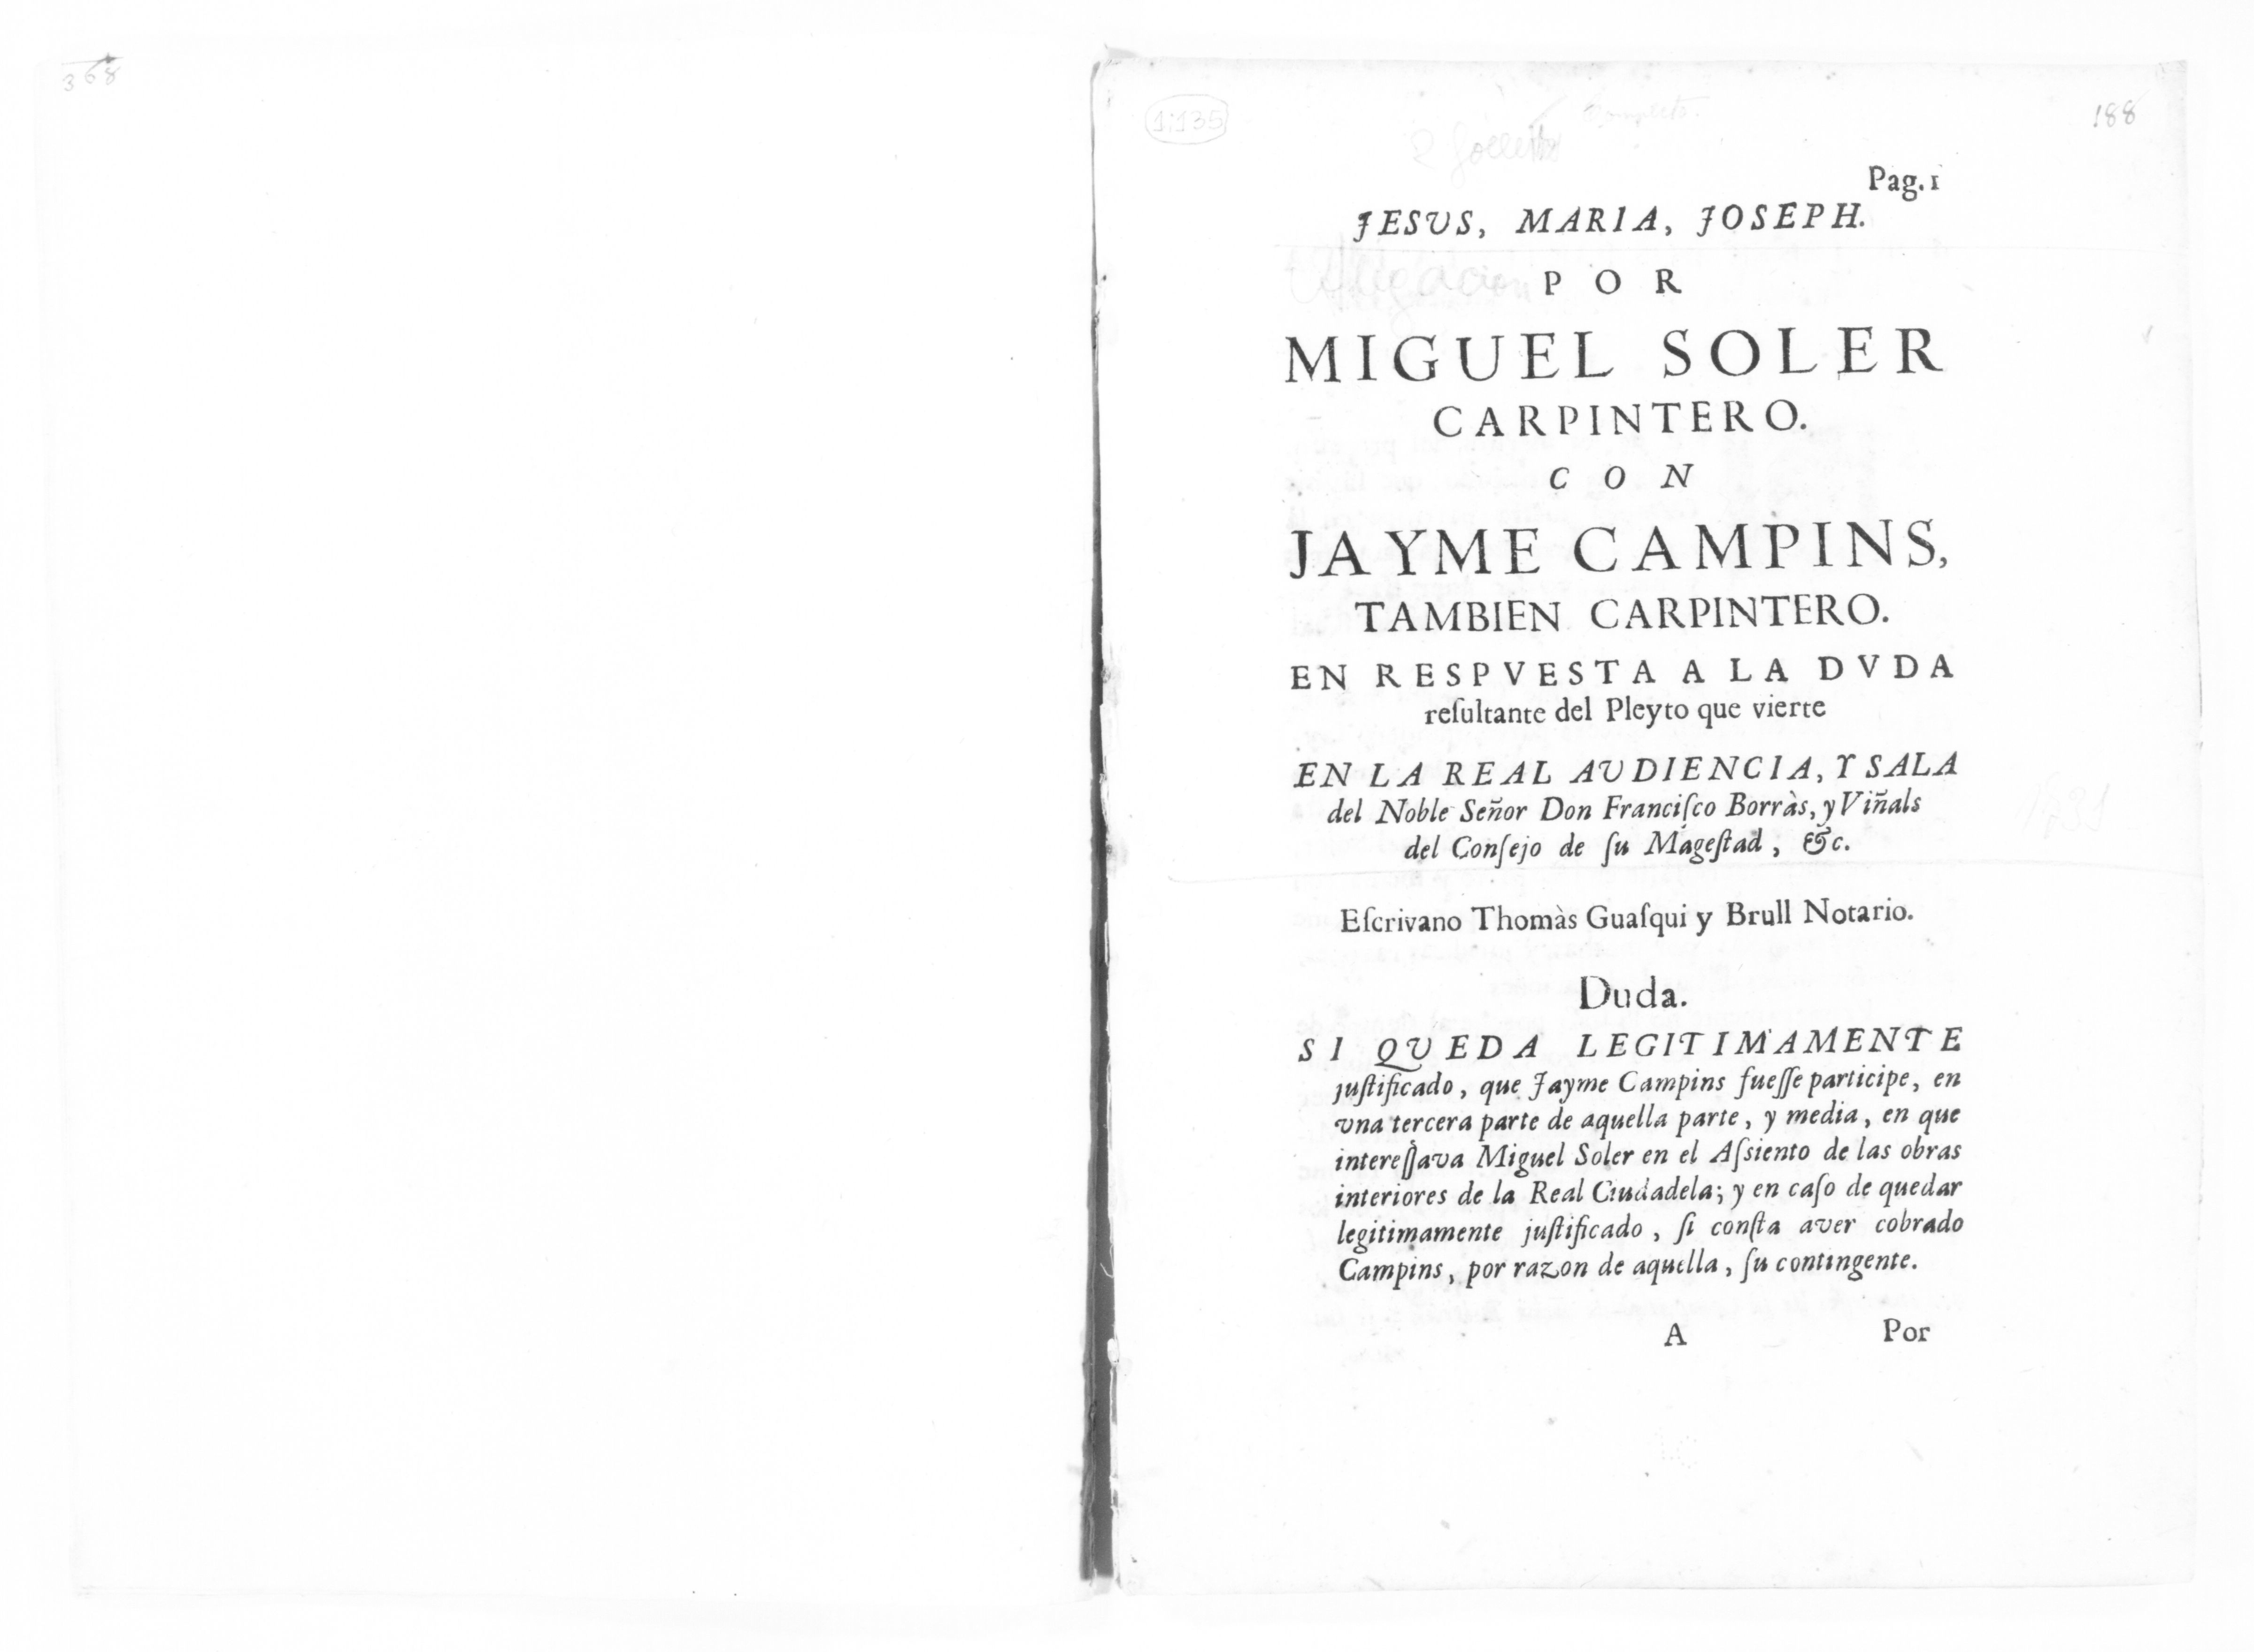 368
1:135
188
Pag. 1
JESUS, MARIA, JOSEPH.
POR
MIGUEL SOLER
CARPINTERO.
CON
JAYME CAMPINS,
TAMBIEN CARPINTERO.
EN RESPVESTA A LA DVDA
reſultante del Pleyto que vierte
EN LA REAL AUDIENCIA, Y SALA
del Noble Señor Don Franciſco Borràs, y Viñals
del Conſejo de ſu Mageſtad, &c.
Eſcrivano Thomàs Guaſqui y Brull Notario.
Duda.
SI QUEDA LEGITIMAMENTE
juſtificado, que Jayme Campins fueſſe participe, en
vna tercera parte de aquella parte, y media, en que
intereſſava Miguel Soler en el Aſsiento de las obras
interiores de la Real Ciudadela; y en caſo de quedar
legitimamente juſtificado, ſi conſta aver cobrado
Campins, por razon de aquella, ſu contingente.
A Por